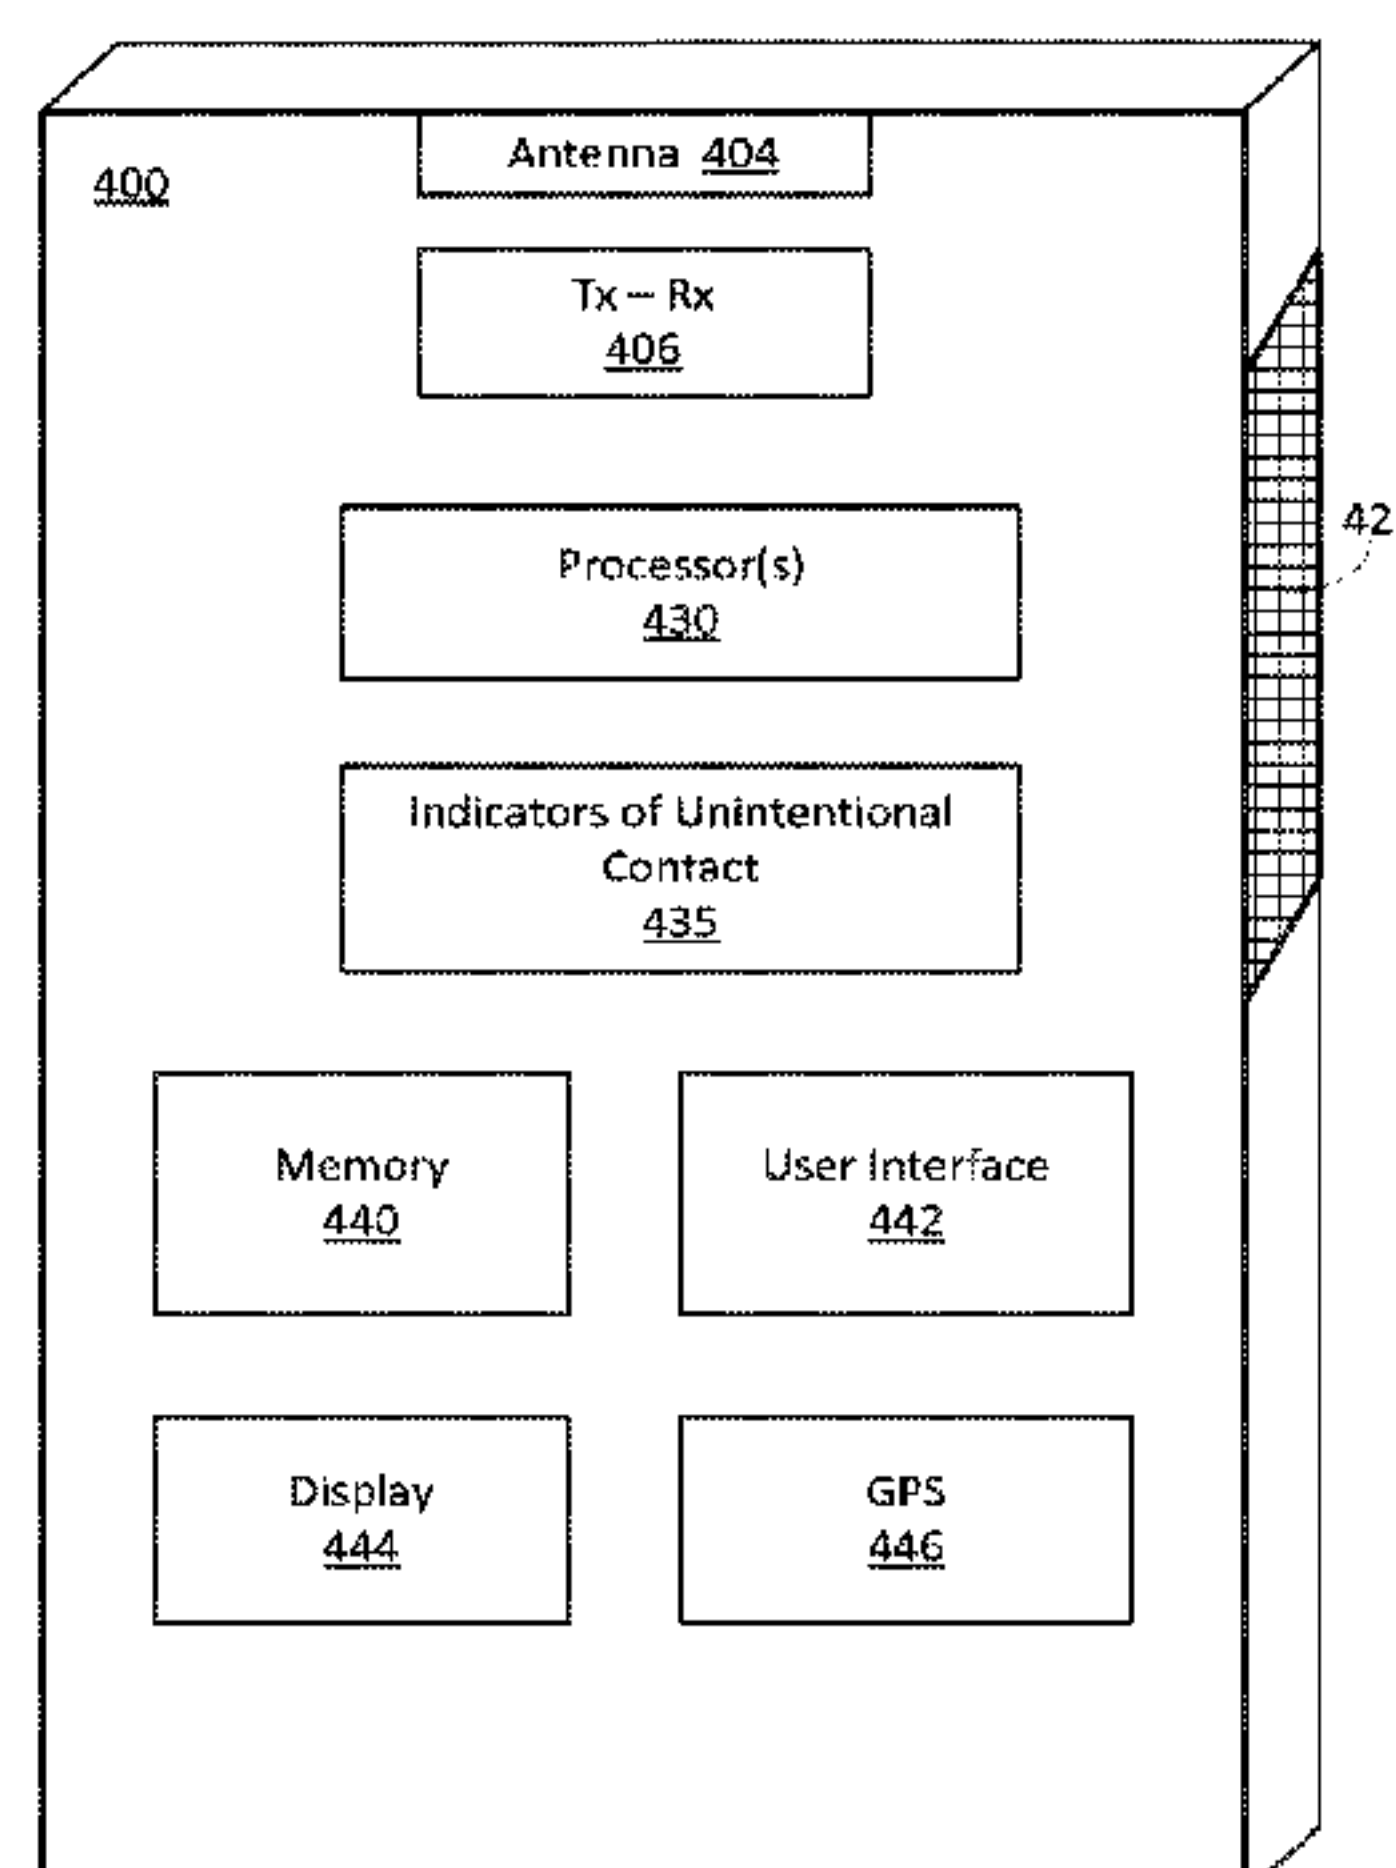 Antenna 404
400
Tx – Rx
406
42
Processor(s)
430
Indicators of Unintentional
Contact
435
Memory
440
User Interface
442
Display
444
GPS
446